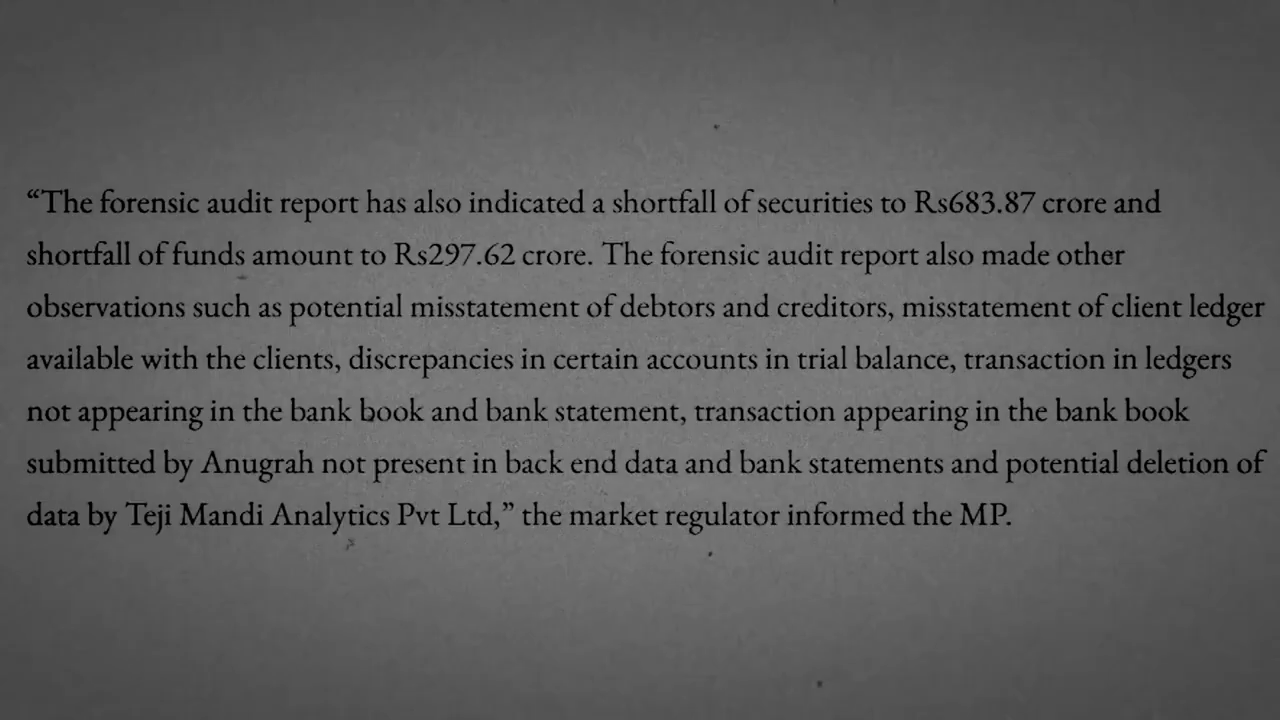 “The forensic audit report has also indicated a shortfall of securities to Rs683.87 crore and
shortfall of funds amount to Rs297.62 crore. The forensic audit report also made other
observations such as potential misstatement of debtors and creditors, misstatement of client ledger
available with the clients, discrepancies in certain accounts in trial balance, transaction in ledgers
not appearing in the bank book and bank statement, transaction appearing in the bank book
submitted by Anugrah not present in back end data and bank statements and potential deletion of
data by Teji Mandi Analytics Pvt Ltd,” the market regulator informed the MP.